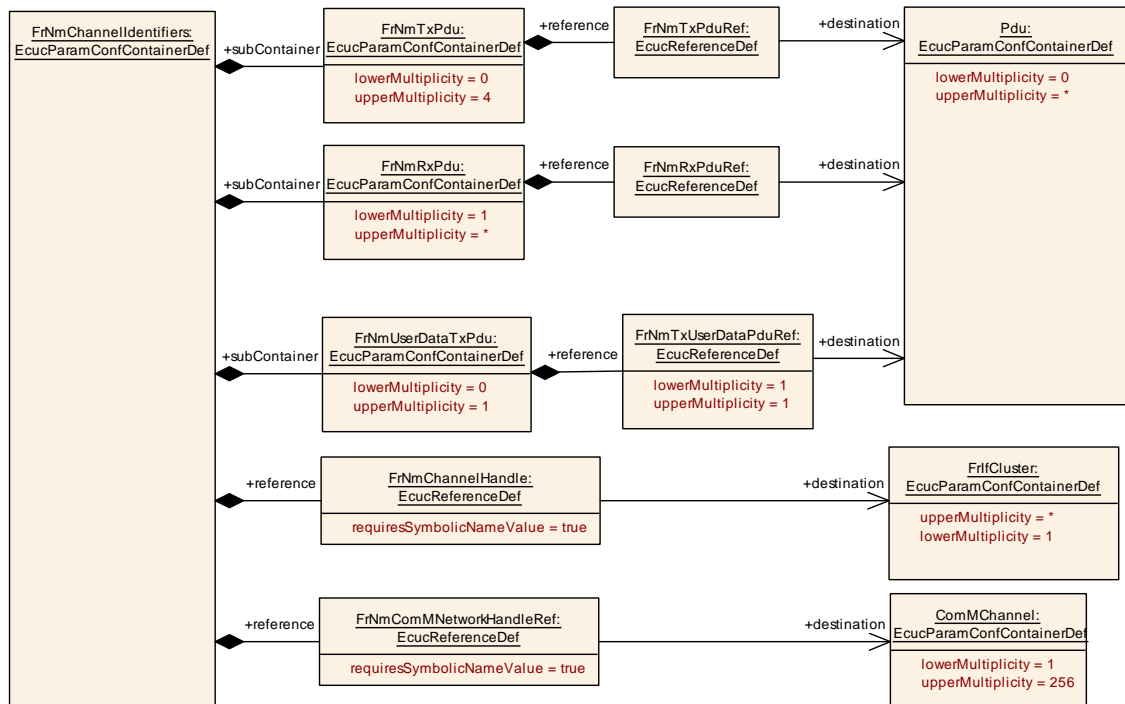 FrNmChannelIdentifiers:
EcucParamConfContainerDef
+subContainer
FrNmTxPdu:
EcucParamConfContainerDef
lowerMultiplicity = 0
upperMultiplicity = 4
+reference
FrNmTxPduRef:
EcucReferenceDef
+destination
Pdu:
EcucParamConfContainerDef
lowerMultiplicity = 0
upperMultiplicity = *
+subContainer
FrNmRxPdu:
EcucParamConfContainerDef
lowerMultiplicity = 1
upperMultiplicity = *
+reference
FrNmRxPduRef:
EcucReferenceDef
+destination
+subContainer
FrNmUserDataTxPdu:
EcucParamConfContainerDef
lowerMultiplicity = 0
upperMultiplicity = 1
+reference
FrNmTxUserDataPduRef:
EcucReferenceDef
lowerMultiplicity = 1
upperMultiplicity = 1
+destination
+reference
FrNmChannelHandle:
EcucReferenceDef
requiresSymbolicNameValue = true
+destination
FrIfCluster:
EcucParamConfContainerDef
upperMultiplicity = *
lowerMultiplicity = 1
+reference
FrNmComMNetworkHandleRef:
EcucReferenceDef
requiresSymbolicNameValue = true
+destination
ComMChannel:
EcucParamConfContainerDef
lowerMultiplicity = 1
upperMultiplicity = 256